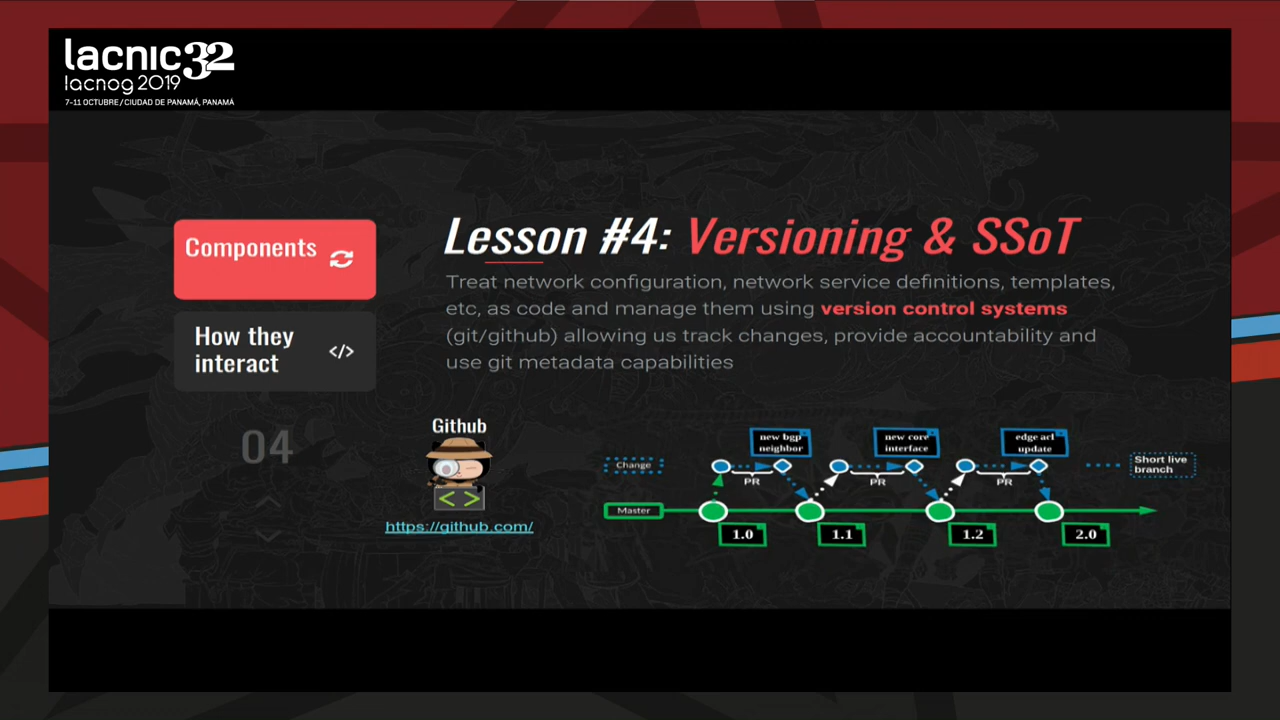 lacnic32
lacnog 2019
7-11 OCTUBRE / CIUDAD DE PANAMÁ, PANAMÁ
Components
How they
interact
04
Lesson #4: Versioning & SSoT
Treat network configuration, network service definitions, templates,
etc, as code and manage them using version control systems
(git/github) allowing us track changes, provide accountability and
use git metadata capabilities
Github
< >
https://github.com/
Change
new bgp
neighbor
new core
interface
edge acl
update
Short live
branch
PR
PR
PR
Master
1.0
1.1
1.2
2.0